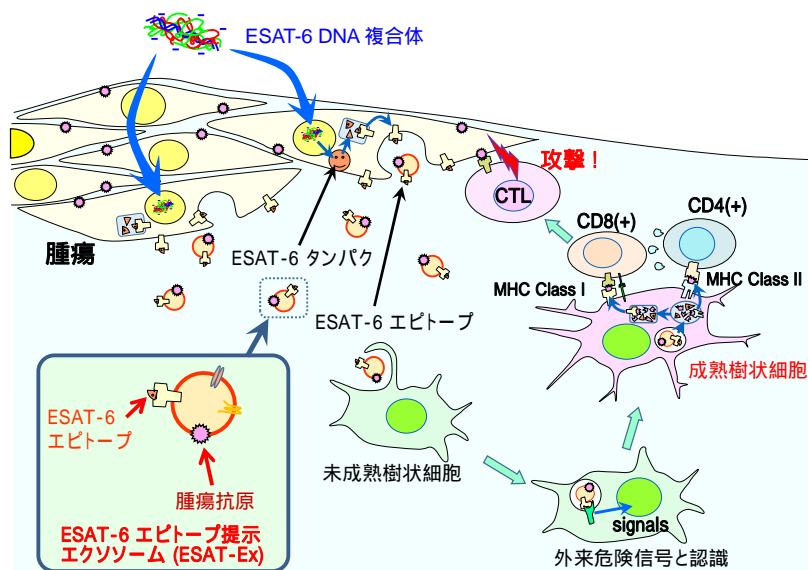 ESAT-6 DNA 複合体
攻撃！
CTL
CD8(+)
CD4(+)
腫瘍
ESAT-6 タンパク
MHC Class I
MHC Class II
ESAT-6 エピトープ
成熟樹状細胞
ESAT-6
エピトープ
未成熟樹状細胞
腫瘍抗原
signals
ESAT-6 エピトープ提示
エクソソーム (ESAT-Ex)
外来危険信号と認識